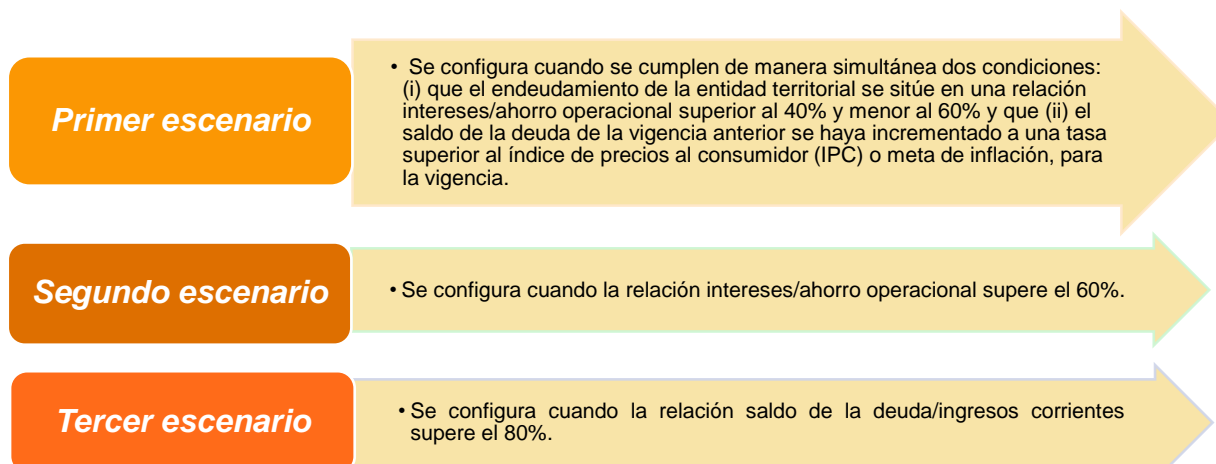 Primer escenario
• Se configura cuando se cumplen de manera simultánea dos condiciones:
(i) que el endeudamiento de la entidad territorial se sitúe en una relación
intereses/ahorro operacional superior al 40% y menor al 60% y que (ii) el
saldo de la deuda de la vigencia anterior se haya incrementado a una tasa
superior al índice de precios al consumidor (IPC) o meta de inflación, para
la vigencia.
Segundo escenario
• Se configura cuando la relación intereses/ahorro operacional supere el 60%.
Tercer escenario
• Se configura cuando la relación saldo de la deuda/ingresos corrientes
supere el 80%.